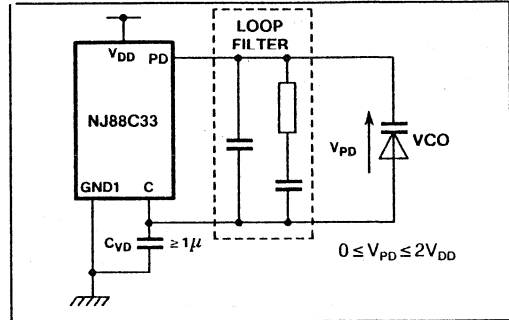 LOOP
FILTER
VDD
PD
NJ88C33
VPD
VCO
GND1
C
CVD
≥1μ
0 ≤ VPD ≤ 2VDD